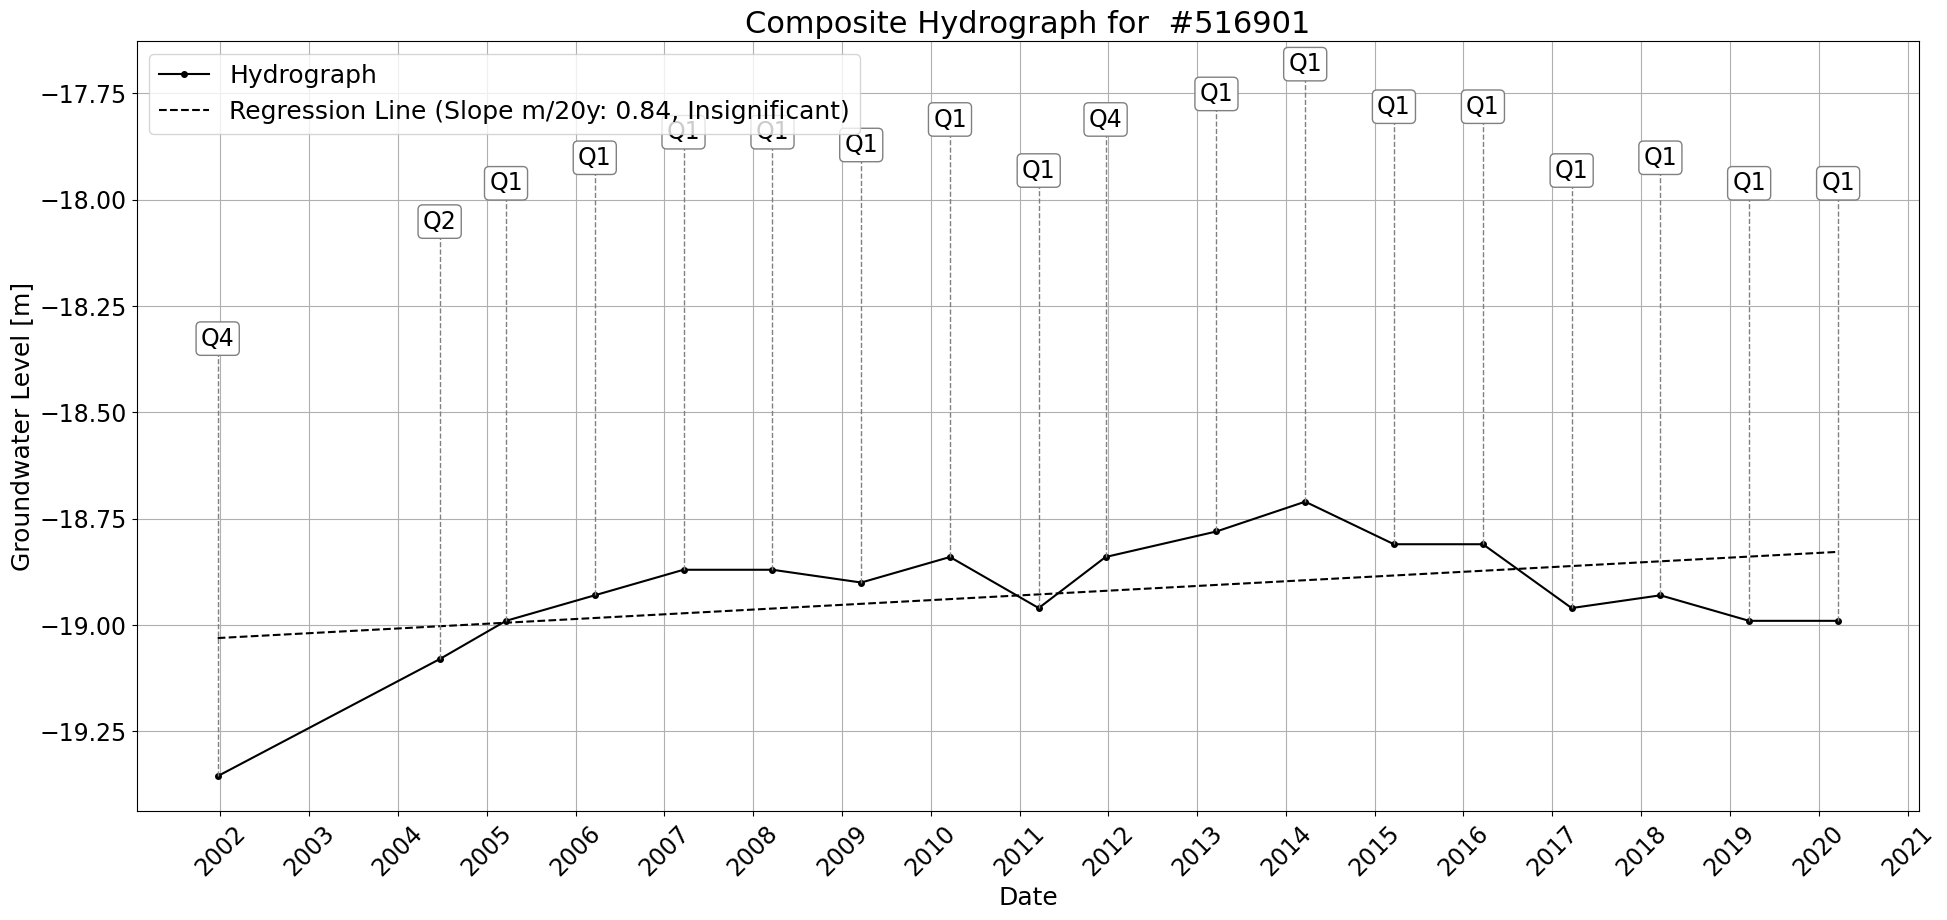 Composite Hydrograph for  #516901
Hydrograph
Regression Line (Slope m/20y: 0.84, Insignificant)
Q1
Q1
Q1
Q1
Q1
Q4
Q1
Q1
Q1
Q1
Q1
Q1
Q1
Q1
Q1
Q1
Q2
Q4
Groundwater Level [m]
−17.75
−18.00
−18.25
−18.50
−18.75
−19.00
−19.25
2002 2003 2004 2005 2006 2007 2008 2009 2010 2011 2012 2013 2014 2015 2016 2017 2018 2019 2020 2021
Date